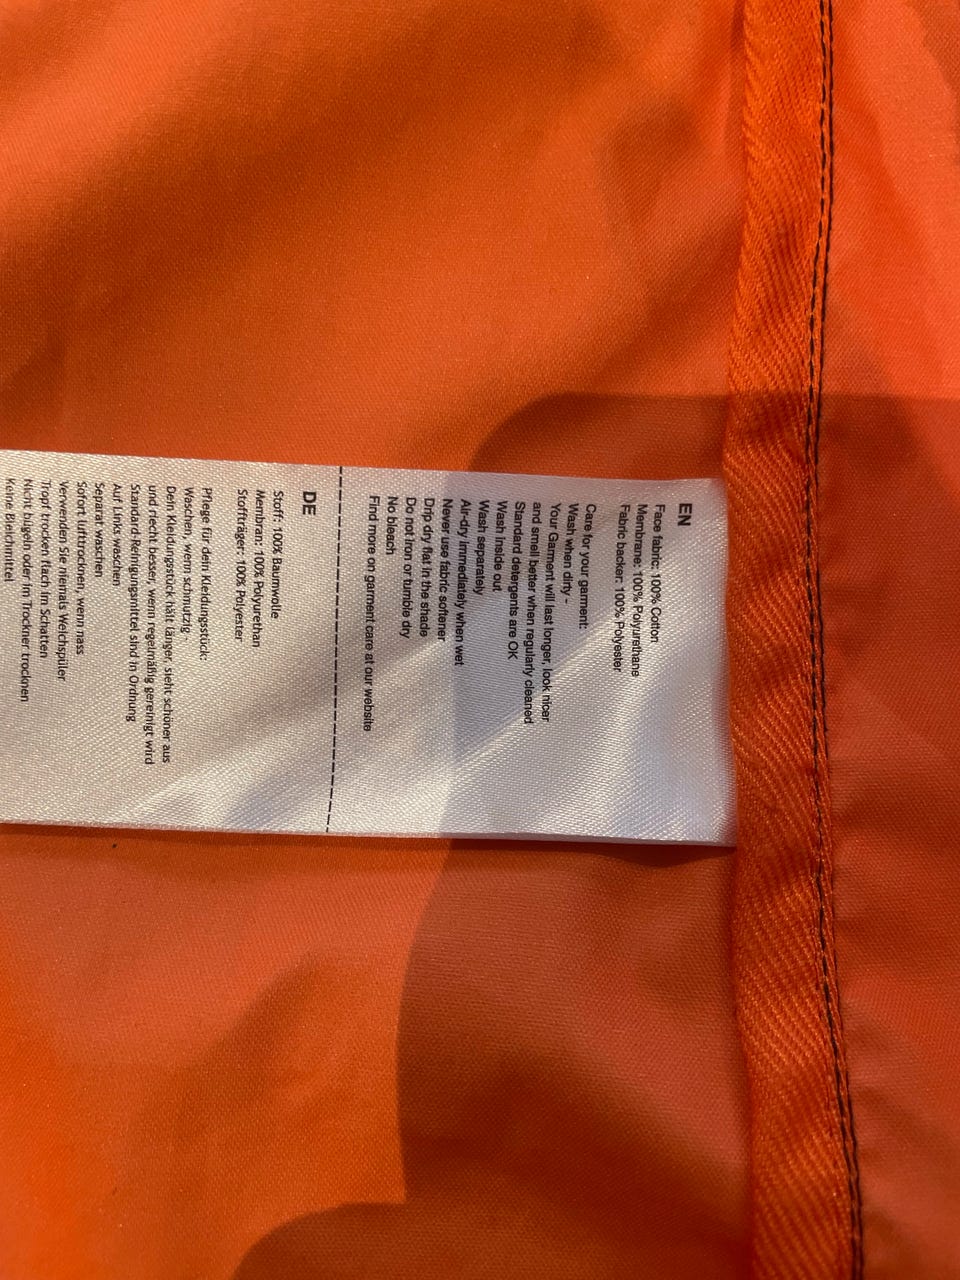 EN
Face fabric: 100% Cotton
Membrane: 100% Polyurethane
Fabric backer: 100% Polyester
Care for your garment:
Wash when dirty -
Your Garment will last longer, look nicer
and smell better when regularly cleaned
Standard detergents are OK
Wash inside out
Wash separately
Air-dry immediately when wet
Never use fabric softener
Drip dry flat in the shade
Do not iron or tumble dry
No bleach
Find more on garment care at our website
DE
Stoff: 100% Baumwolle
Membran: 100% Polyurethan
Stoffträger: 100% Polyester
Pflege für dein Kleidungsstück:
Waschen, wenn schmutzig-
Dein Kleidungsstück hält länger, sieht schöner aus
und riecht besser, wenn regelmäßig gereinigt wird
Standard-Reinigungsmittel sind in Ordnung
Auf Links waschen
Separat waschen
Sofort lufttrocknen, wenn nass
Verwenden Sie niemals Weichspüler
Tropf trocken flach im Schatten
Nicht bügeln oder im Trockner trocknen
Keine Bleichmittel